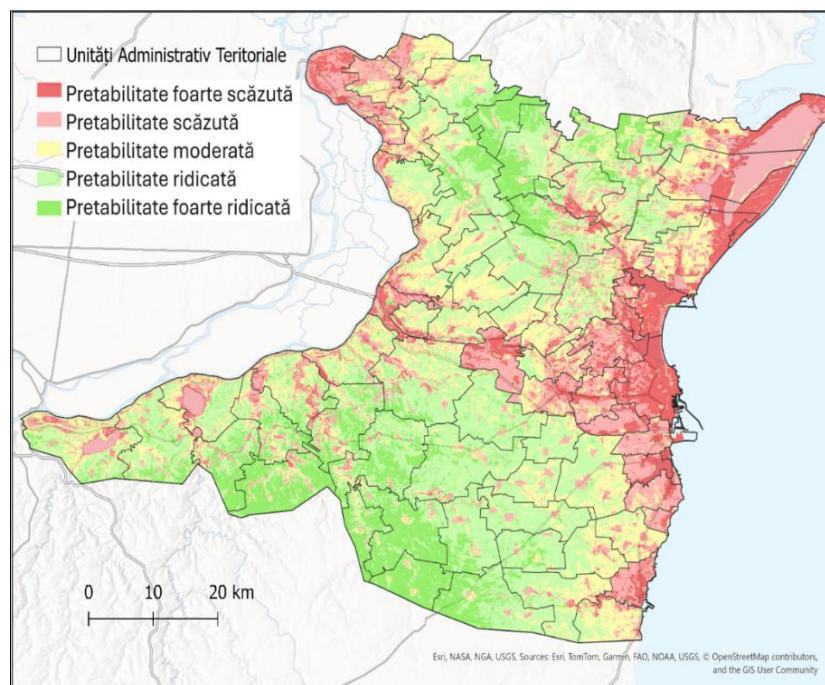 Unități Administrativ Teritoriale
Pretabilitate foarte scăzută
Pretabilitate scăzută
Pretabilitate moderată
Pretabilitate ridicată
Pretabilitate foarte ridicată
0 10 20 km
Esri, NASA, NGA, USGS, Sources: Esri, TomTom, Garmin, FAO, NOAA, USGS, © OpenStreetMap contributors,
and the GIS User Community